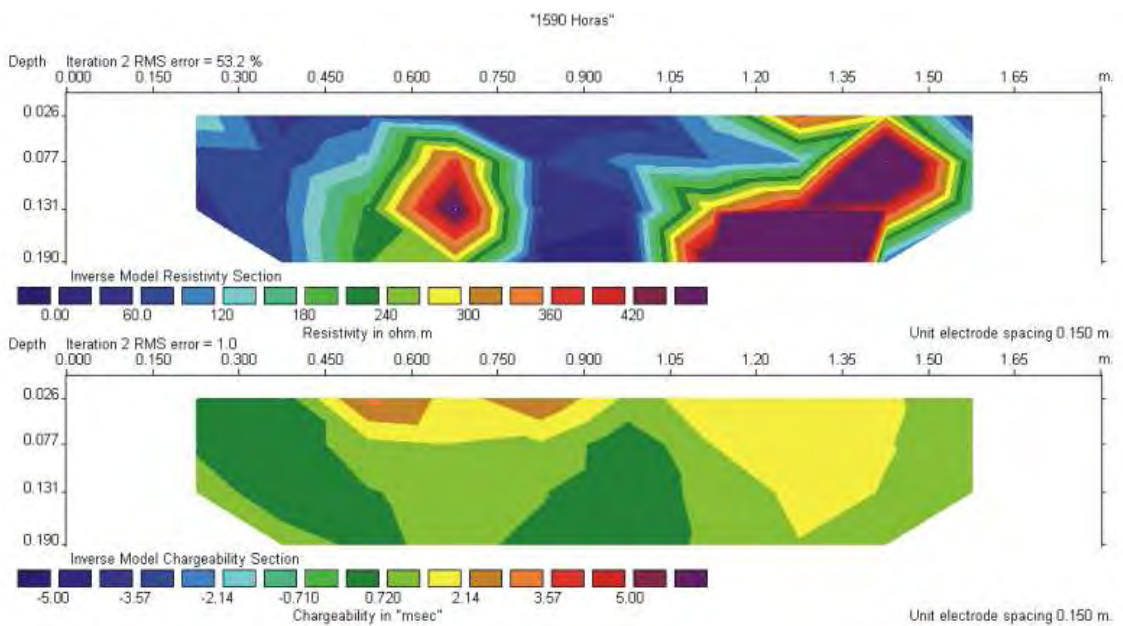 "1590 Horas"
Depth Iteration 2 RMS error = 53.2 %
0.000 0.150 0.300 0.450 0.600 0.750 0.900 1.05 1.20 1.35 1.50 1.65 m.
0.026
0.077
0.131
0.190
Inverse Model Resistivity Section
0.00 60.0 120 180 240 300 360 420
Resistivity in ohm.m Unit electrode spacing 0.150 m.
Depth Iteration 2 RMS error = 1.0
0.000 0.150 0.300 0.450 0.600 0.750 0.900 1.05 1.20 1.35 1.50 1.65 m.
0.026
0.077
0.131
0.190
Inverse Model Chargeability Section
-5.00 -3.57 -2.14 -0.710 0.720 2.14 3.57 5.00
Chargeability in "msec" Unit electrode spacing 0.150 m.